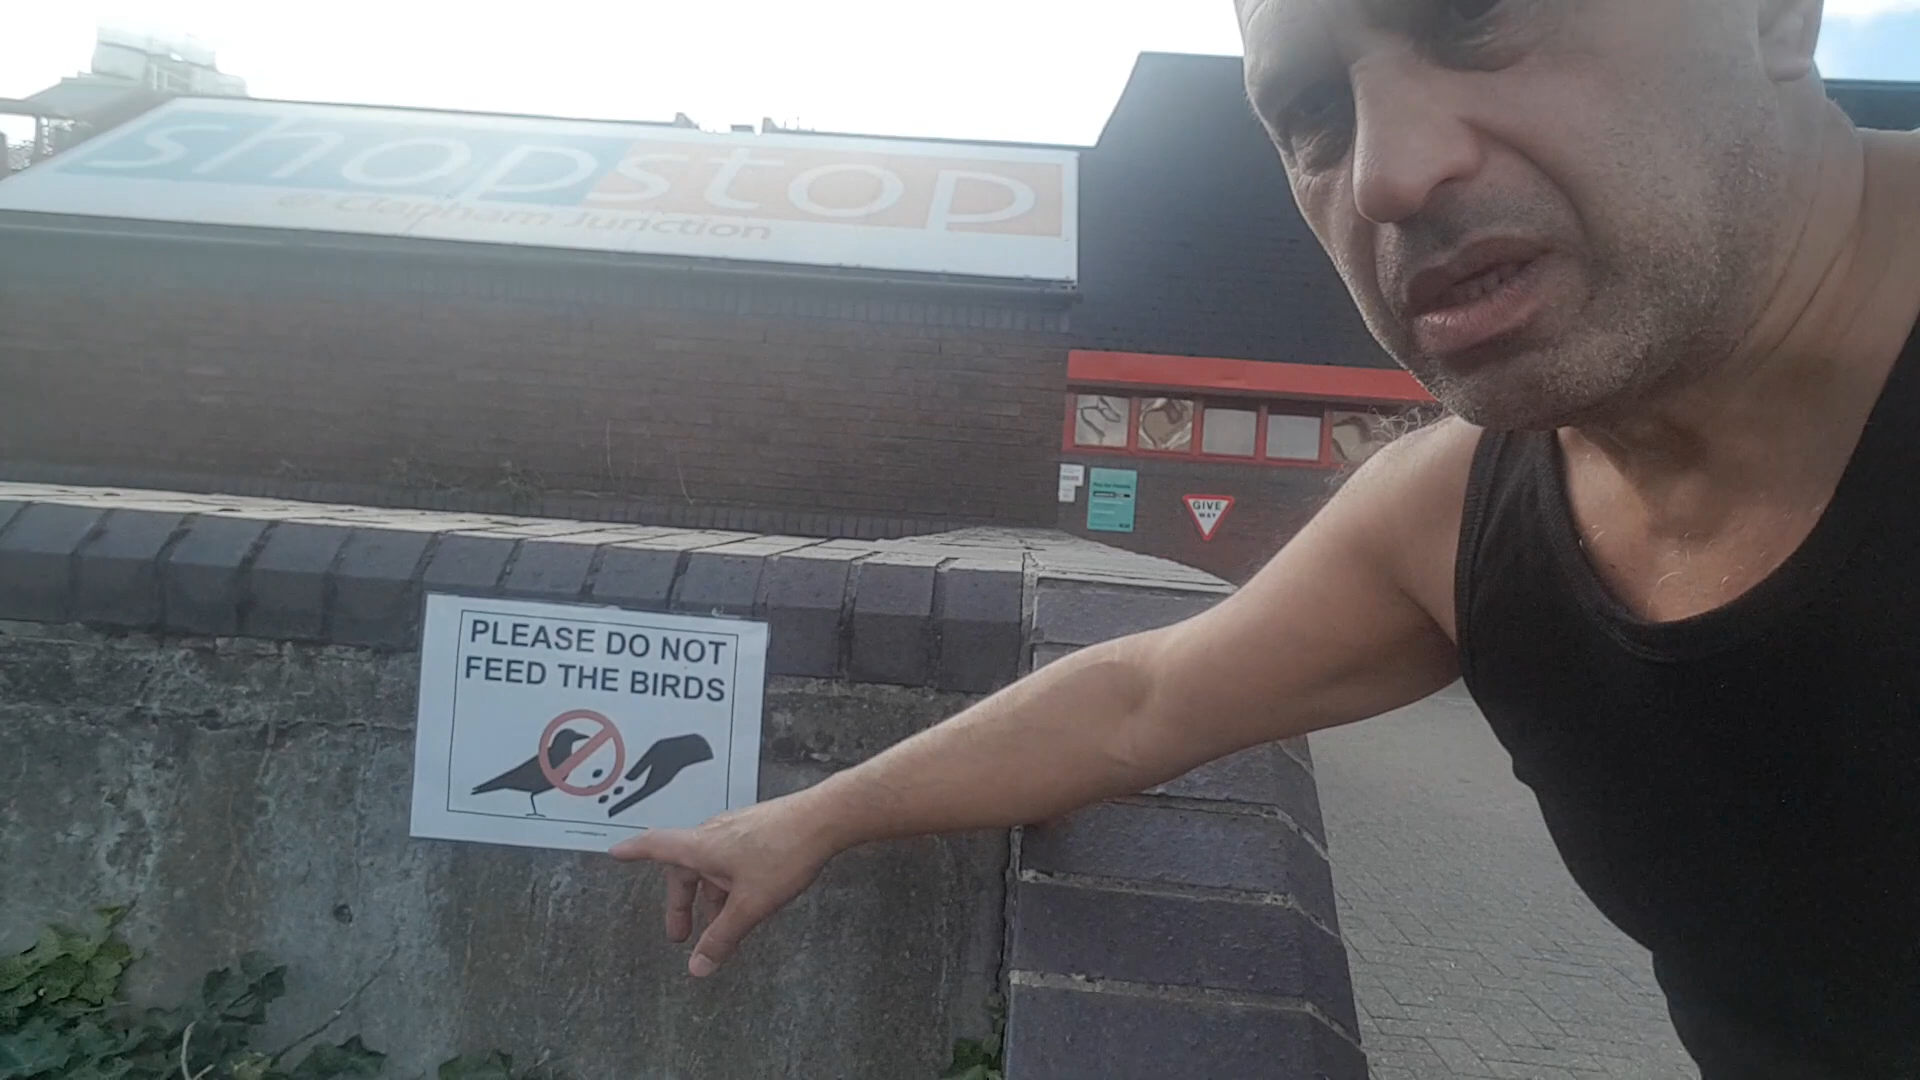 shopstop
@ Clapham Junction
GIVE
WAY
PLEASE DO NOT
FEED THE BIRDS